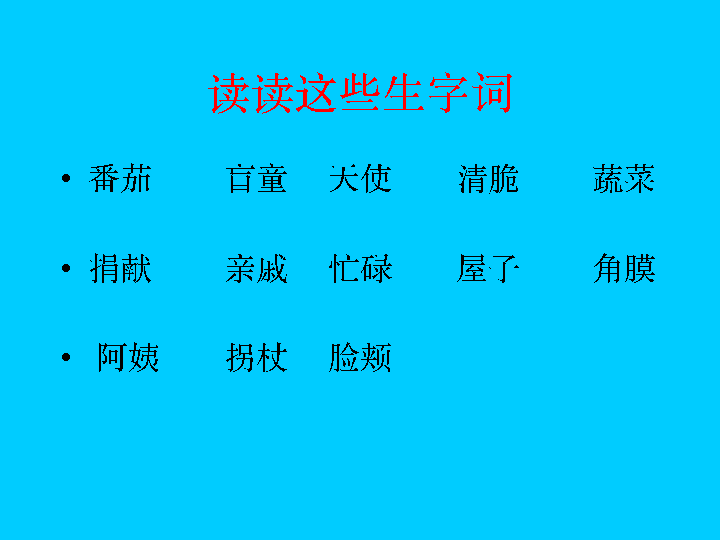 读读这些生字词
• 番茄 盲童 天使 清脆 蔬菜
• 捐献 亲戚 忙碌 屋子 角膜
• 阿姨 拐杖 脸颊